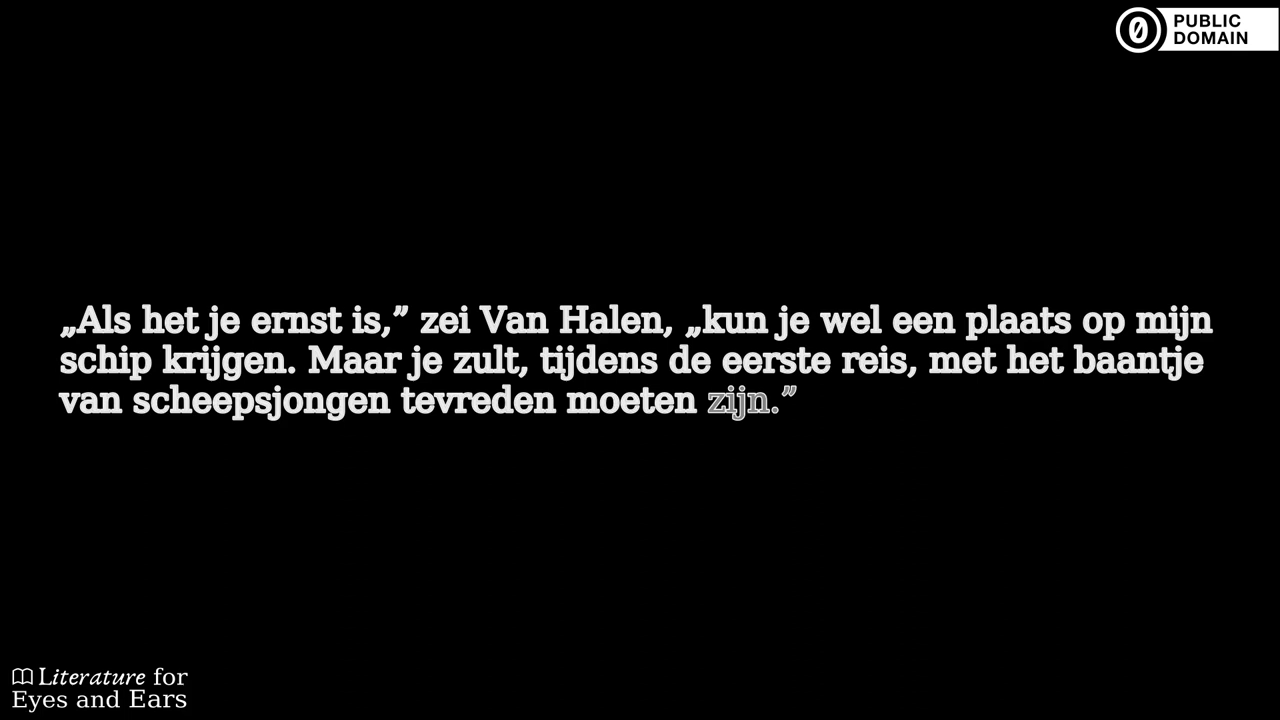 PUBLIC
DOMAIN
„Als het je ernst is,” zei Van Halen, „kun je wel een plaats op mijn
schip krijgen. Maar je zult, tijdens de eerste reis, met het baantje
van scheepsjongen tevreden moeten zijn.”
Literature for
Eyes and Ears